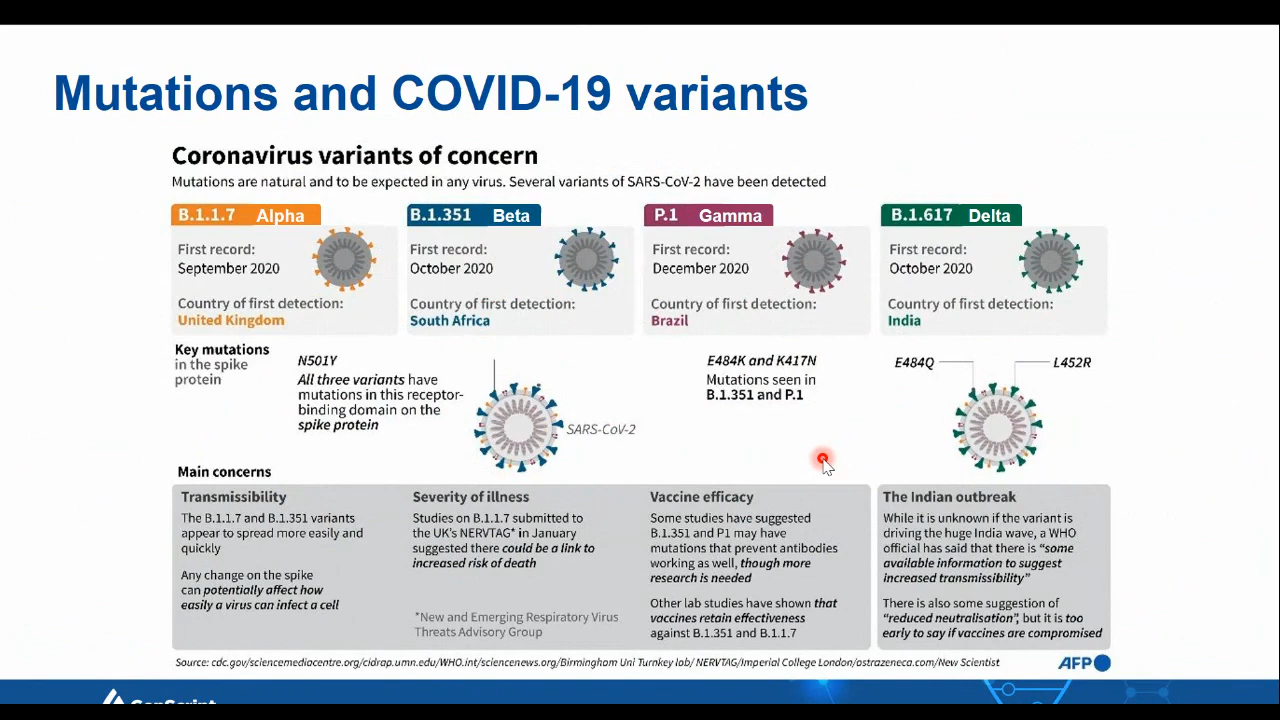 Mutations and COVID-19 variants
Coronavirus variants of concern
Mutations are natural and to be expected in any virus. Several variants of SARS-CoV-2 have been detected
B.1.1.7 Alpha
First record:
September 2020
Country of first detection:
United Kingdom
B.1.351 Beta
First record:
October 2020
Country of first detection:
South Africa
P.1 Gamma
First record:
December 2020
Country of first detection:
Brazil
B.1.617 Delta
First record:
October 2020
Country of first detection:
India
Key mutations
in the spike
protein
N501Y
All three variants have
mutations in this receptor-
binding domain on the
spike protein
SARS-CoV-2
E484K and K417N
Mutations seen in
B.1.351 and P.1
E484Q
L452R
Main concerns
Transmissibility
The B.1.1.7 and B.1.351 variants
appear to spread more easily and
quickly
Any change on the spike
can potentially affect how
easily a virus can infect a cell
Severity of illness
Studies on B.1.1.7 submitted to
the UK's NERVTAG* in January
suggested there could be a link to
increased risk of death
*New and Emerging Respiratory Virus
Threats Advisory Group
Vaccine efficacy
Some studies have suggested
B.1.351 and P1 may have
mutations that prevent antibodies
working as well, though more
research is needed
Other lab studies have shown that
vaccines retain effectiveness
against B.1.351 and B.1.1.7
The Indian outbreak
While it is unknown if the variant is
driving the huge India wave, a WHO
official has said that there is "some
available information to suggest
increased transmissibility"
There is also some suggestion of
"reduced neutralisation", but it is too
early to say if vaccines are compromised
Source: cdc.gov/sciencemediacentre.org/cidrap.umn.edu/WHO.int/sciencenews.org/Birmingham Uni Turnkey lab/ NERVTAG/Imperial College London/astrazeneca.com/New Scientist
AFP
GenScript